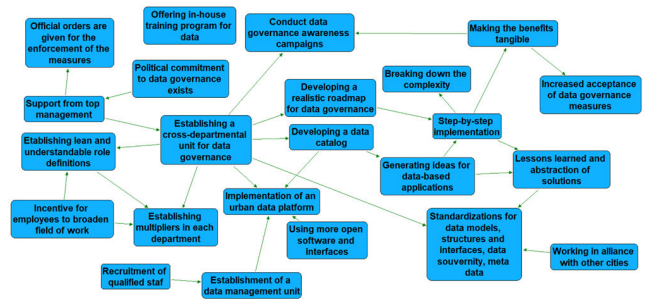 Official orders are
given for the
enforcement of the
measures
Offering in-house
training program for
data
Conduct data
governance awareness
campaigns
Making the benefits
tangible
Political commitment
to data governance
exists
Breaking down the
complexity
Increased acceptance
of data governance
measures
Support from top
management
Developing a
realistic roadmap
for data governance
Establishing a
cross-departmental
unit for data
governance
Step-by-step
implementation
Developing a data
catalog
Etablishing lean and
understandable role
definitions
Generating ideas for
data-based
applications
Lessons learned and
abstraction of
solutions
Incentive for
employees to broaden
field of work
Establishing
multipliers in each
department
Implementation of an
urban data platform
Using more open
software and
interfaces
Standardizations for
data models,
structures and
interfaces, data
souvernity, meta
data
Working in alliance
with other cities
Recruitment of
qualified staf
Establishment of a
data management unit